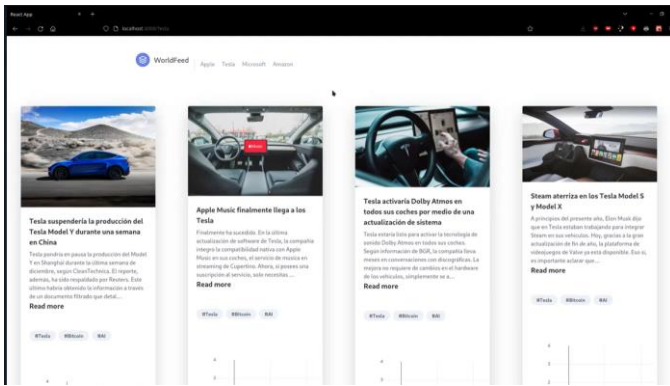 React App
localhost:3000/Tesla
WorldFeed
Apple Tesla Microsoft Amazon
Tesla suspendería la producción del
Tesla Model Y durante una semana
en China
Tesla pondría en pausa la producción del Model
Y en Shanghai durante la última semana de
diciembre, según CleanTechnica. El reporte,
además, ha sido respaldado por Reuters. Este
último habría obtenido la información a través
de un documento filtrado que detal...
Read more
#Tesla #Bitcoin #AI
Apple Music finalmente llega a los
Tesla
Finalmente ha sucedido. En la última
actualización de software de Tesla, la compañía
integra la compatibilidad nativa con Apple
Music en sus coches, el servicio de música en
streaming de Cupertino. Ahora, si posees una
suscripción al servicio, solo necesitas ...
Read more
#Tesla #Bitcoin #AI
Tesla activaría Dolby Atmos en
todos sus coches por medio de una
actualización de sistema
Tesla estaría lista para activar la tecnología de
sonido Dolby Atmos en todos sus coches.
Según información de BGR, la compañía lleva
meses en conversaciones con discográficas. La
mejora no requiere de cambios en el hardware
de los vehículos, simplemente se a...
Read more
#Tesla #Bitcoin #AI
Steam aterriza en los Tesla Model S
y Model X
A principios del presente año, Elon Musk dijo
que en Tesla estaban trabajando para integrar
Steam en sus vehículos. Hoy, gracias a la gran
actualización de fin de año, la plataforma de
videojuegos de Valve ya está disponible. Eso sí,
es importante aclarar que ...
Read more
#Tesla #Bitcoin #AI